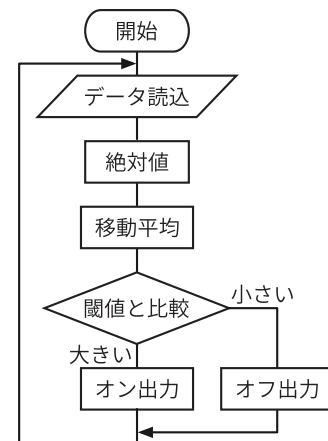 開始
データ読込
絶対値
移動平均
閾値と比較
小さい
大きい
オン出力
オフ出力